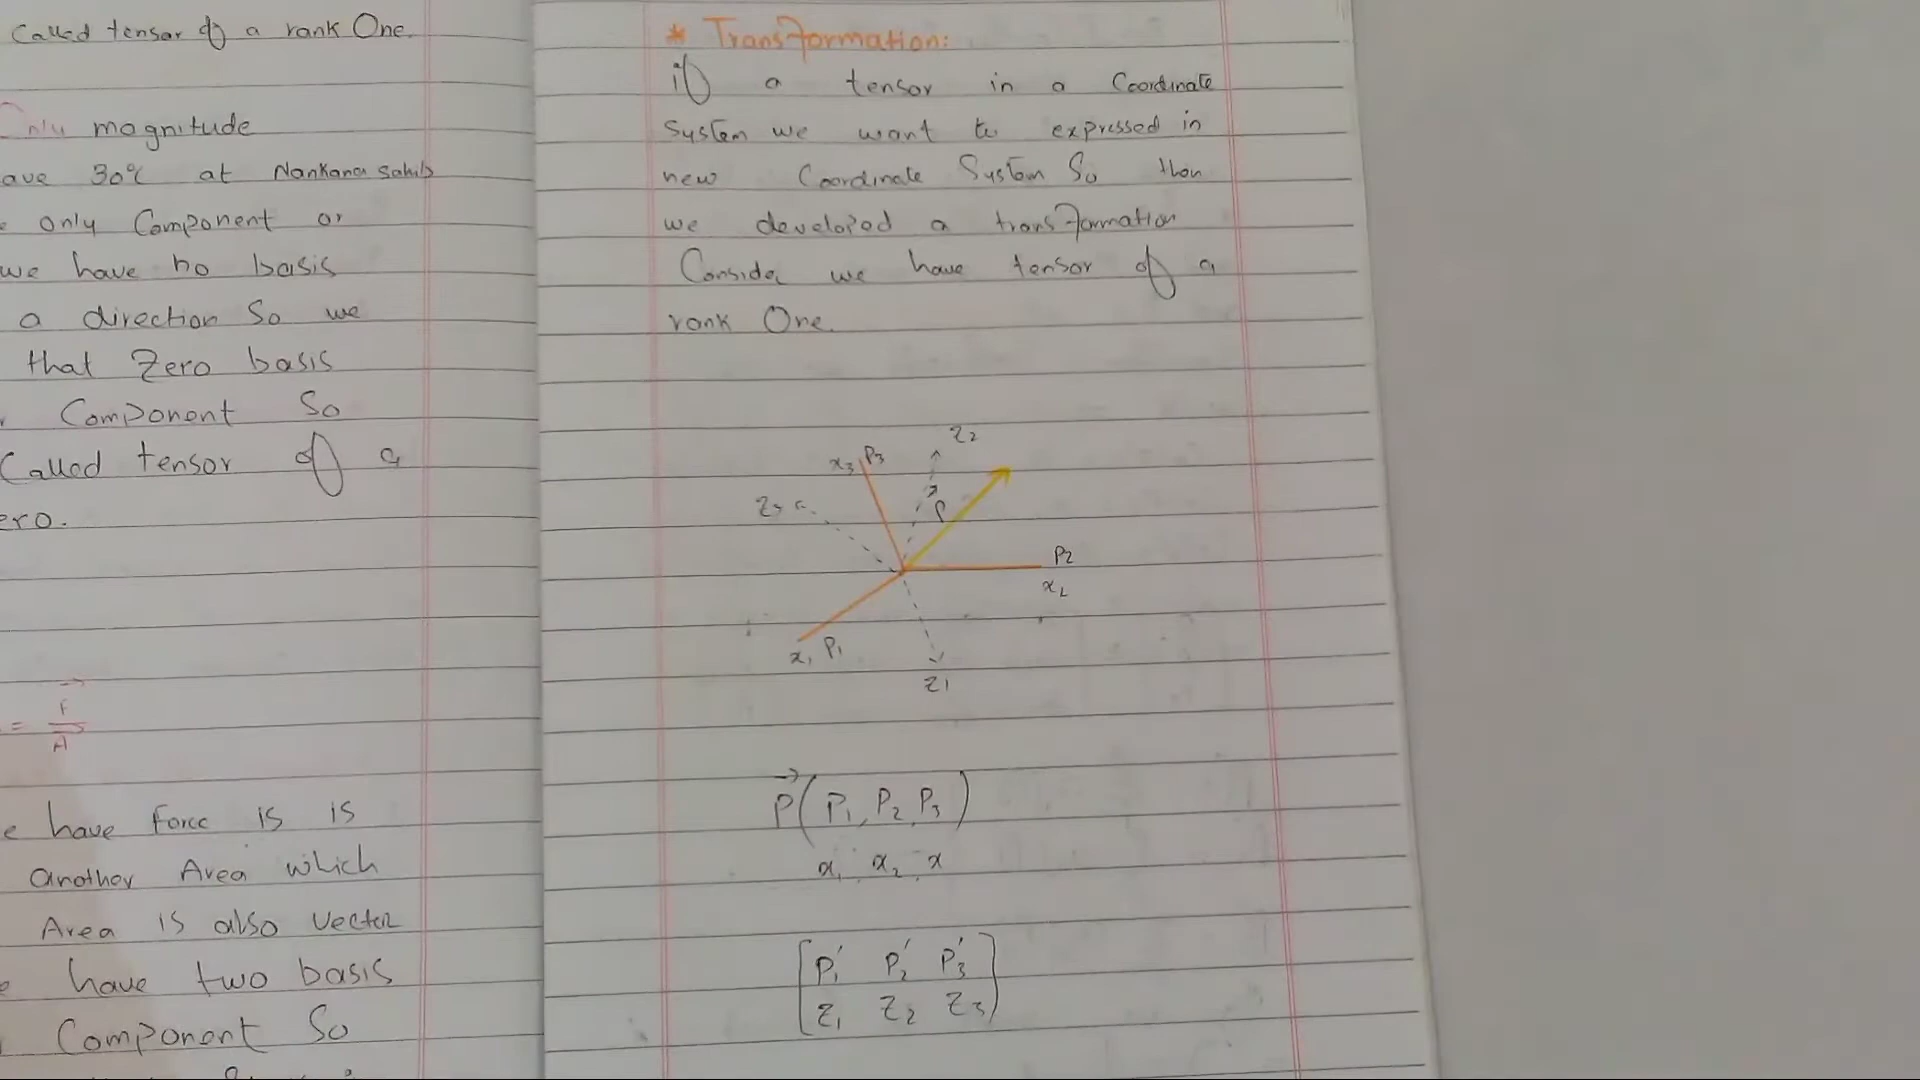 Called tensor of a rank One.
Only magnitude
ave 30°C at Nankana sahib
only Component or
we have no basis
a direction So we
that Zero basis
Component So
Called tensor of a
ero.
= F
A
e have Force is is
another Area which
Area is also Vector
e have two basis
Component So
* Transformation:
if a tensor in a Coordinate
System we want to expressed in
new Coordinate System So than
we developed a transformation
Consider we have tensor of a
rank One.
Z2
x3 P3
Z3
P
P2
x2
x1 P1
Z1
P(P1, P2, P3)
x1 x2 x
[P1' P2' P3'
Z1 Z2 Z3]